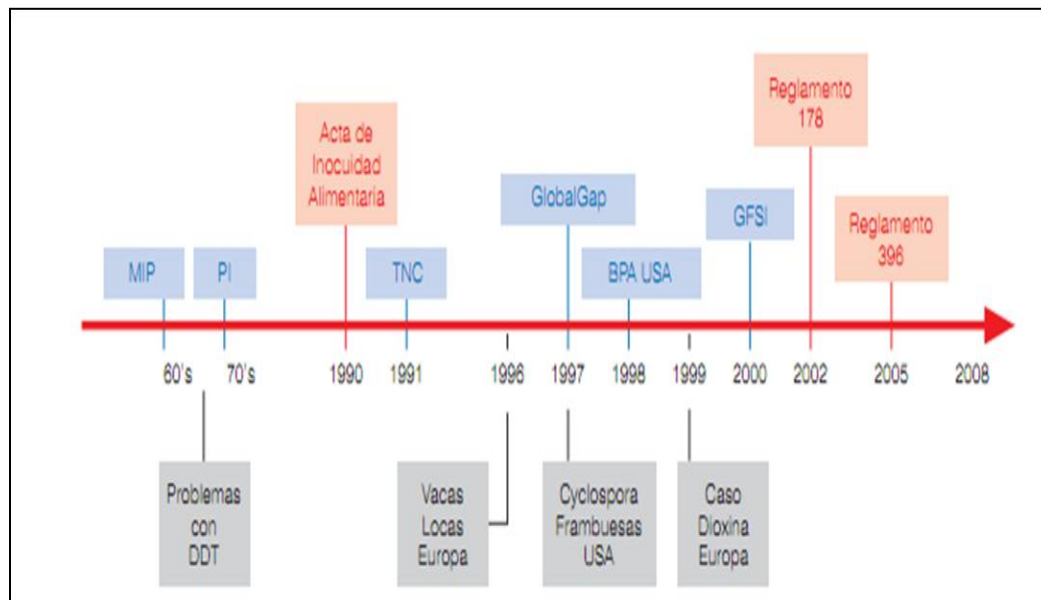 Reglamento
178
Acta de
Inocuidad
Alimentaria
GlobalGap
GFSI
Reglamento
396
MIP
PI
TNC
BPA USA
60's
70's
1990
1991
1996
1997
1998
1999
2000
2002
2005
2008
Problemas
con
DDT
Vacas
Locas
Europa
Cyclospora
Frambuesas
USA
Caso
Dioxina
Europa